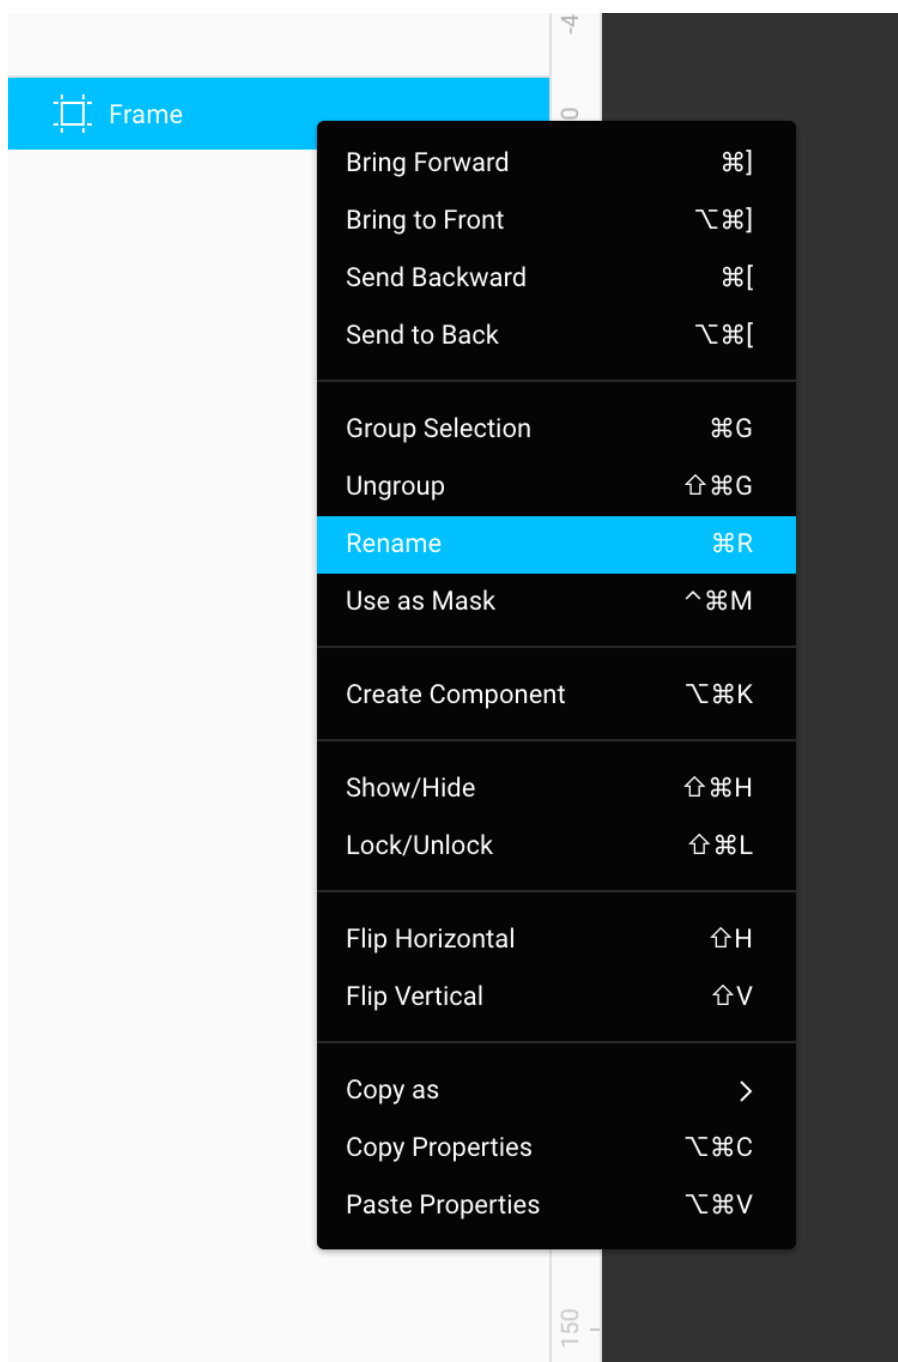 -4
Frame
0
Bring Forward ⌘]
Bring to Front ⌥⌘]
Send Backward ⌘[
Send to Back ⌥⌘[
Group Selection ⌘G
Ungroup ⇧⌘G
Rename ⌘R
Use as Mask ^⌘M
Create Component ⌥⌘K
Show/Hide ⇧⌘H
Lock/Unlock ⇧⌘L
Flip Horizontal ⇧H
Flip Vertical ⇧V
Copy as >
Copy Properties ⌥⌘C
Paste Properties ⌥⌘V
150